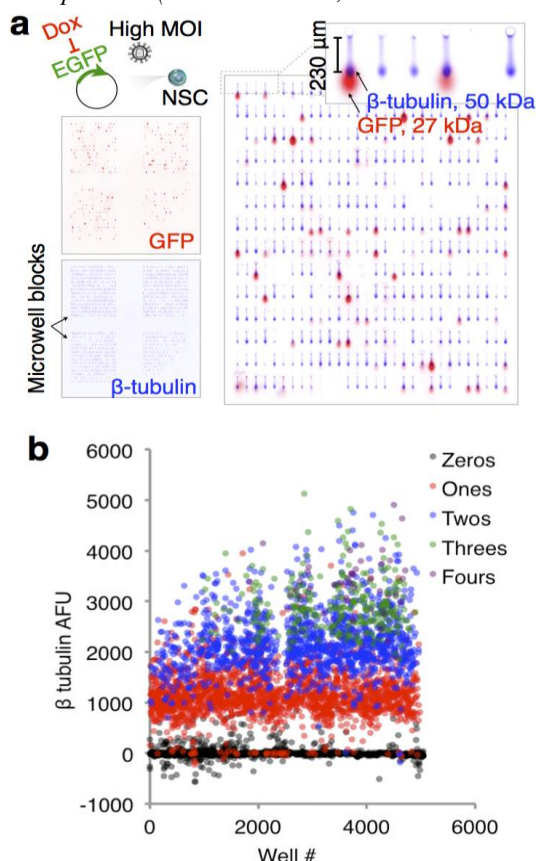 a
Dox
EGFP
High MOI
NSC
GFP
Microwell blocks
β-tubulin
230 μm
β-tubulin, 50 kDa
GFP, 27 kDa
b
6000
5000
4000
3000
2000
1000
0
-1000
β tubulin AFU
Zeros
Ones
Twos
Threes
Fours
0 2000 4000 6000
Well #